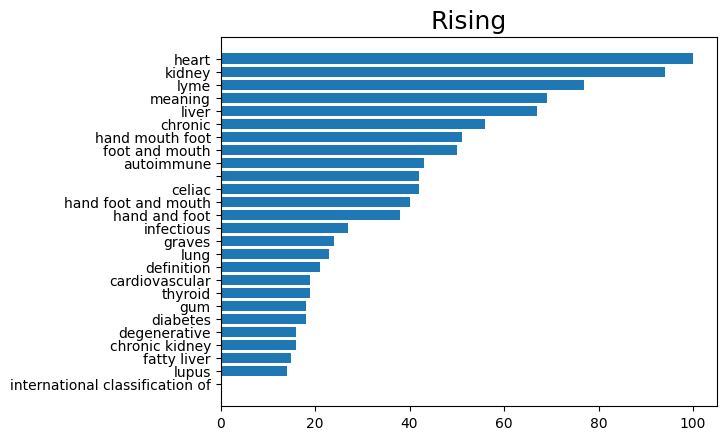 Rising
heart
kidney
lyme
meaning
liver
chronic
hand mouth foot
foot and mouth
autoimmune
celiac
hand foot and mouth
hand and foot
infectious
graves
lung
definition
cardiovascular
thyroid
gum
diabetes
degenerative
chronic kidney
fatty liver
lupus
international classification of
0 20 40 60 80 100